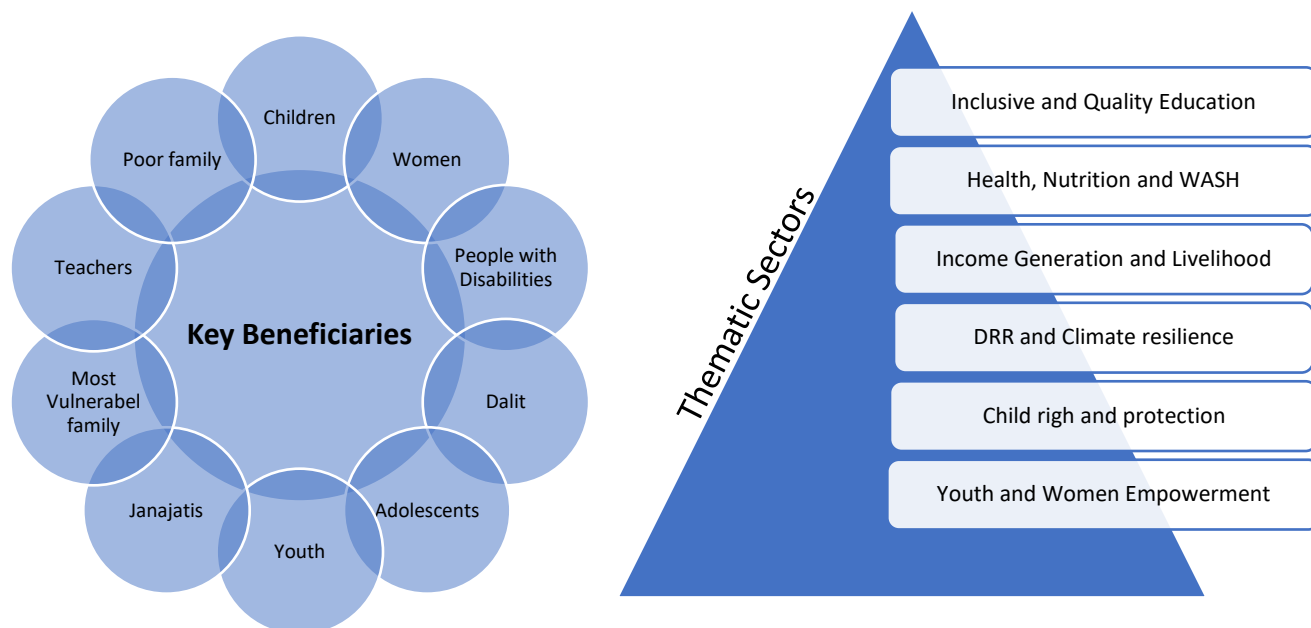 Children
Women
People with
Disabilities
Dalit
Adolescents
Youth
Janajatis
Most
Vulnerabel
family
Teachers
Poor family
Key Beneficiaries
Thematic Sectors
Inclusive and Quality Education
Health, Nutrition and WASH
Income Generation and Livelihood
DRR and Climate resilience
Child righ and protection
Youth and Women Empowerment